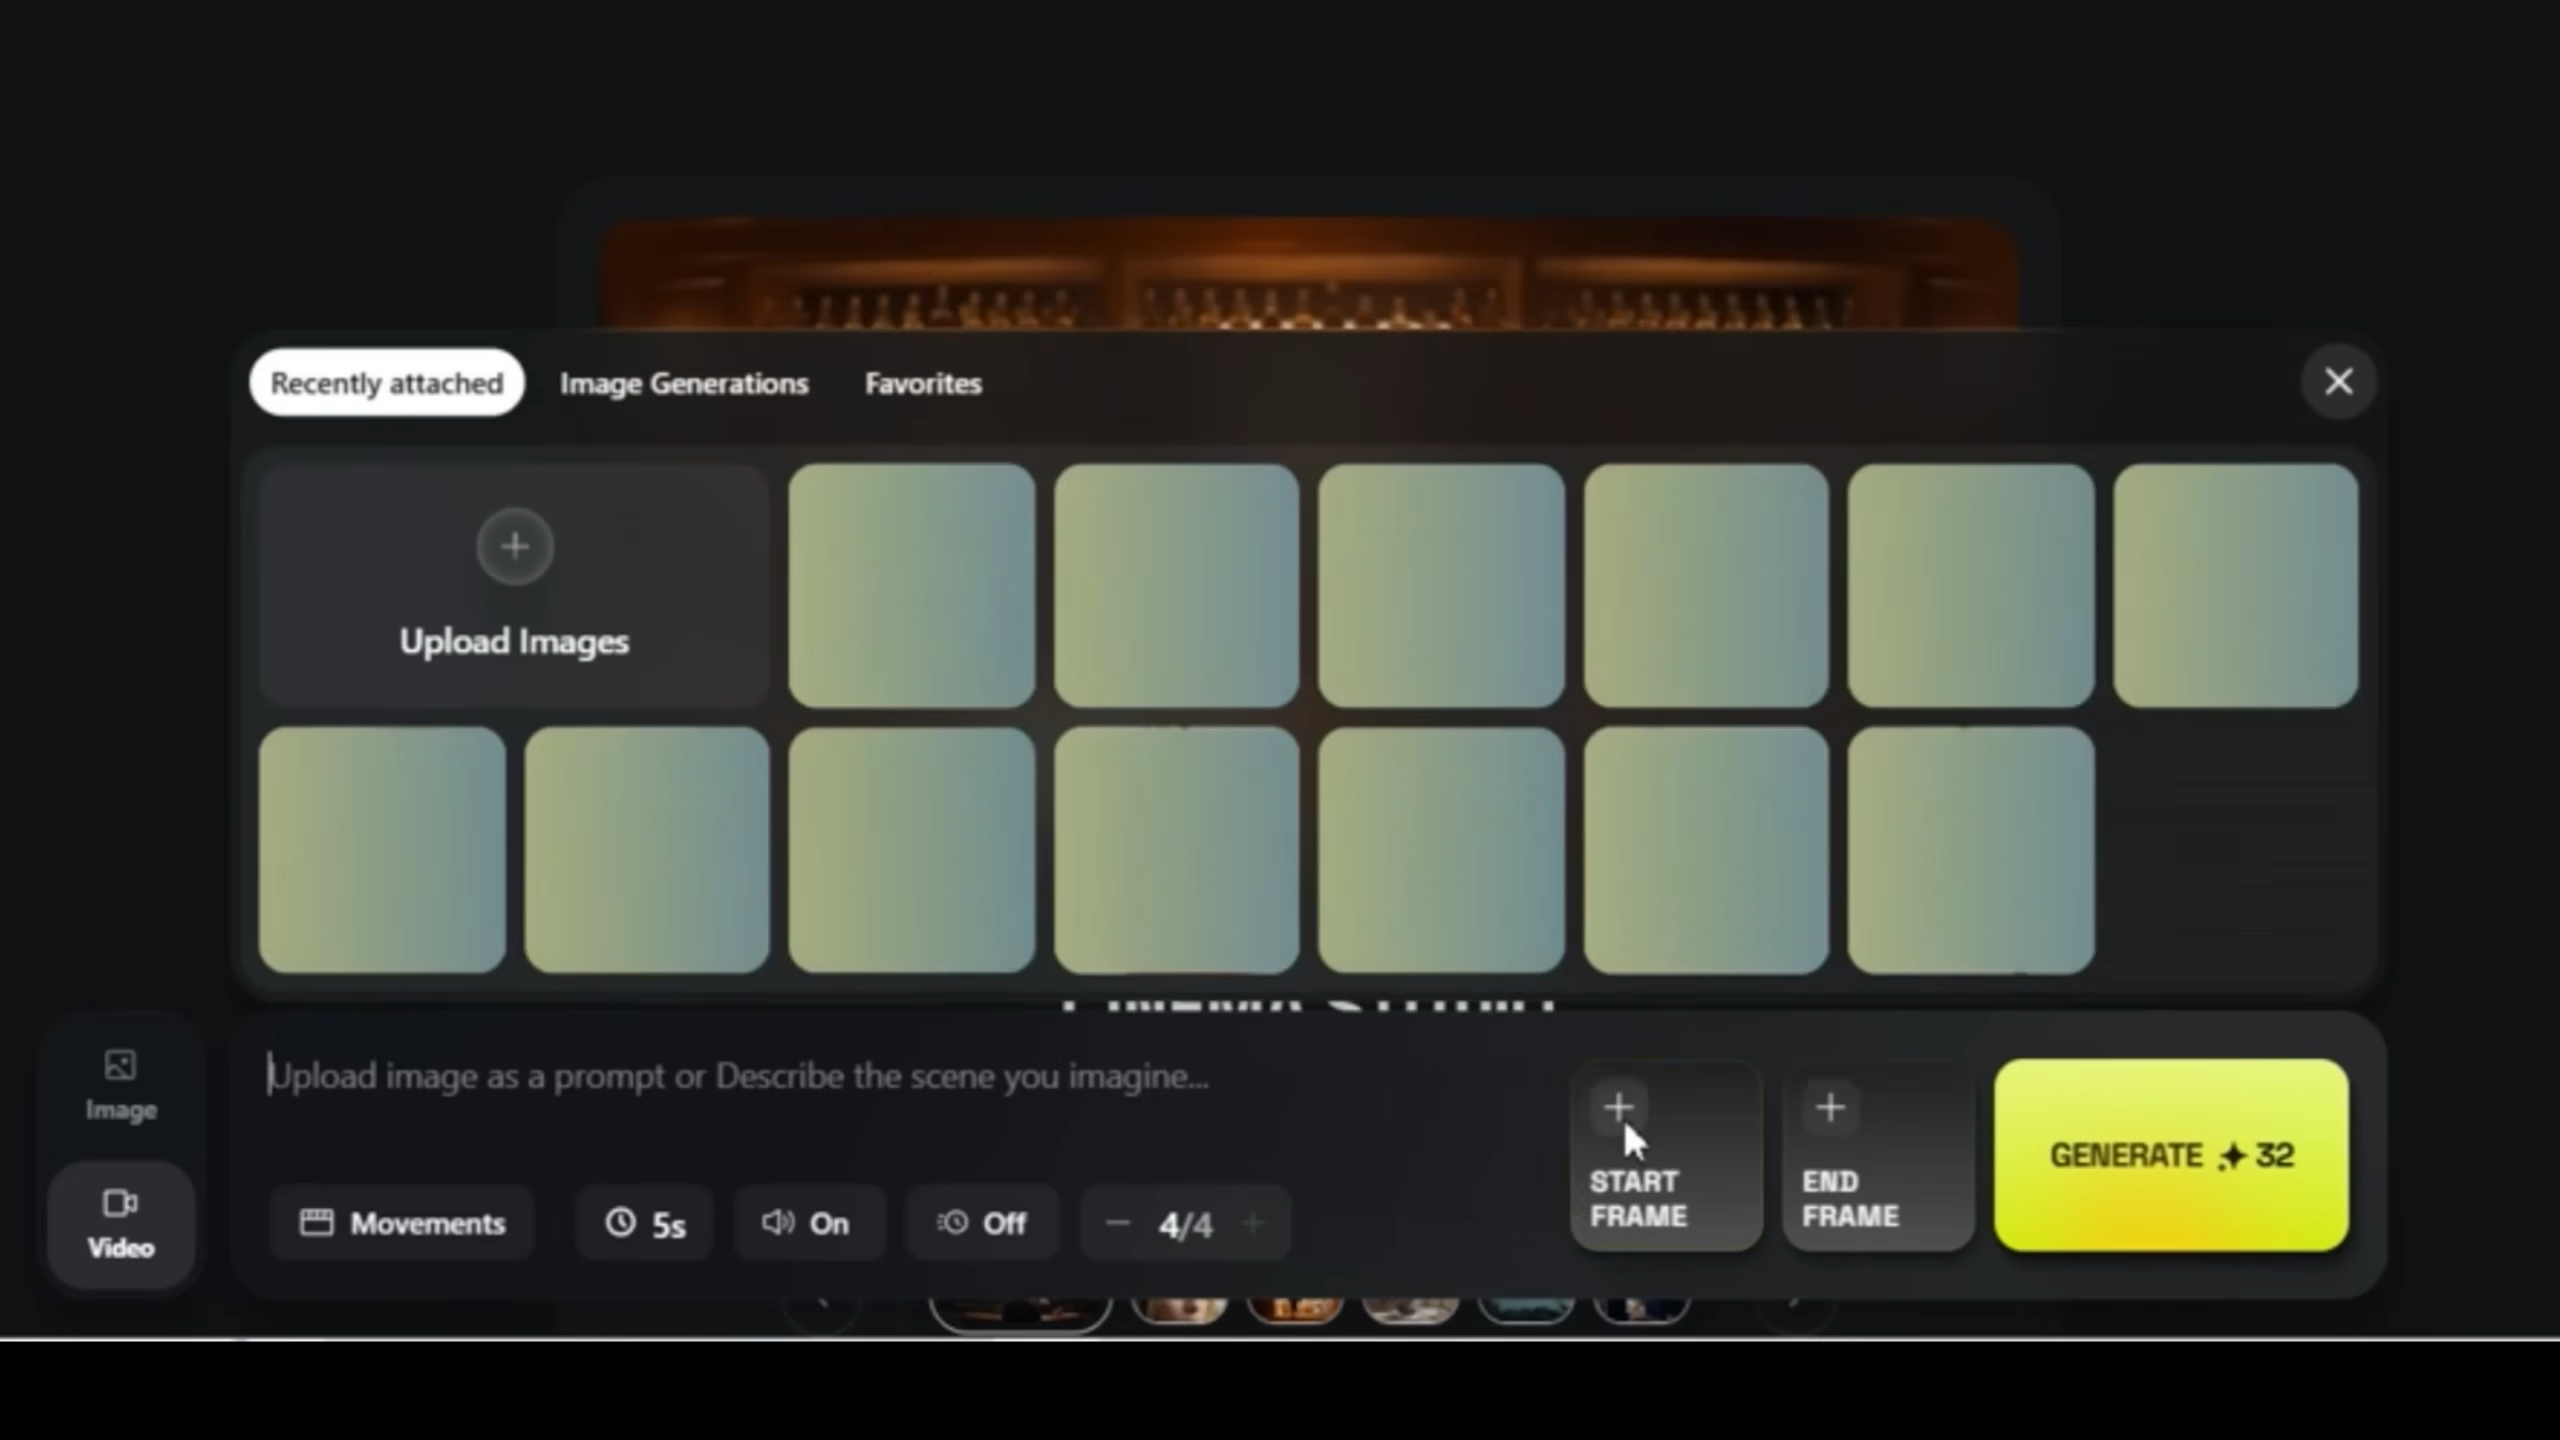 Recently attached
Image Generations
Favorites
Upload Images
Image
Upload image as a prompt or Describe the scene you imagine...
START
FRAME
END
FRAME
GENERATE 32
Video
Movements
5s
On
Off
4/4